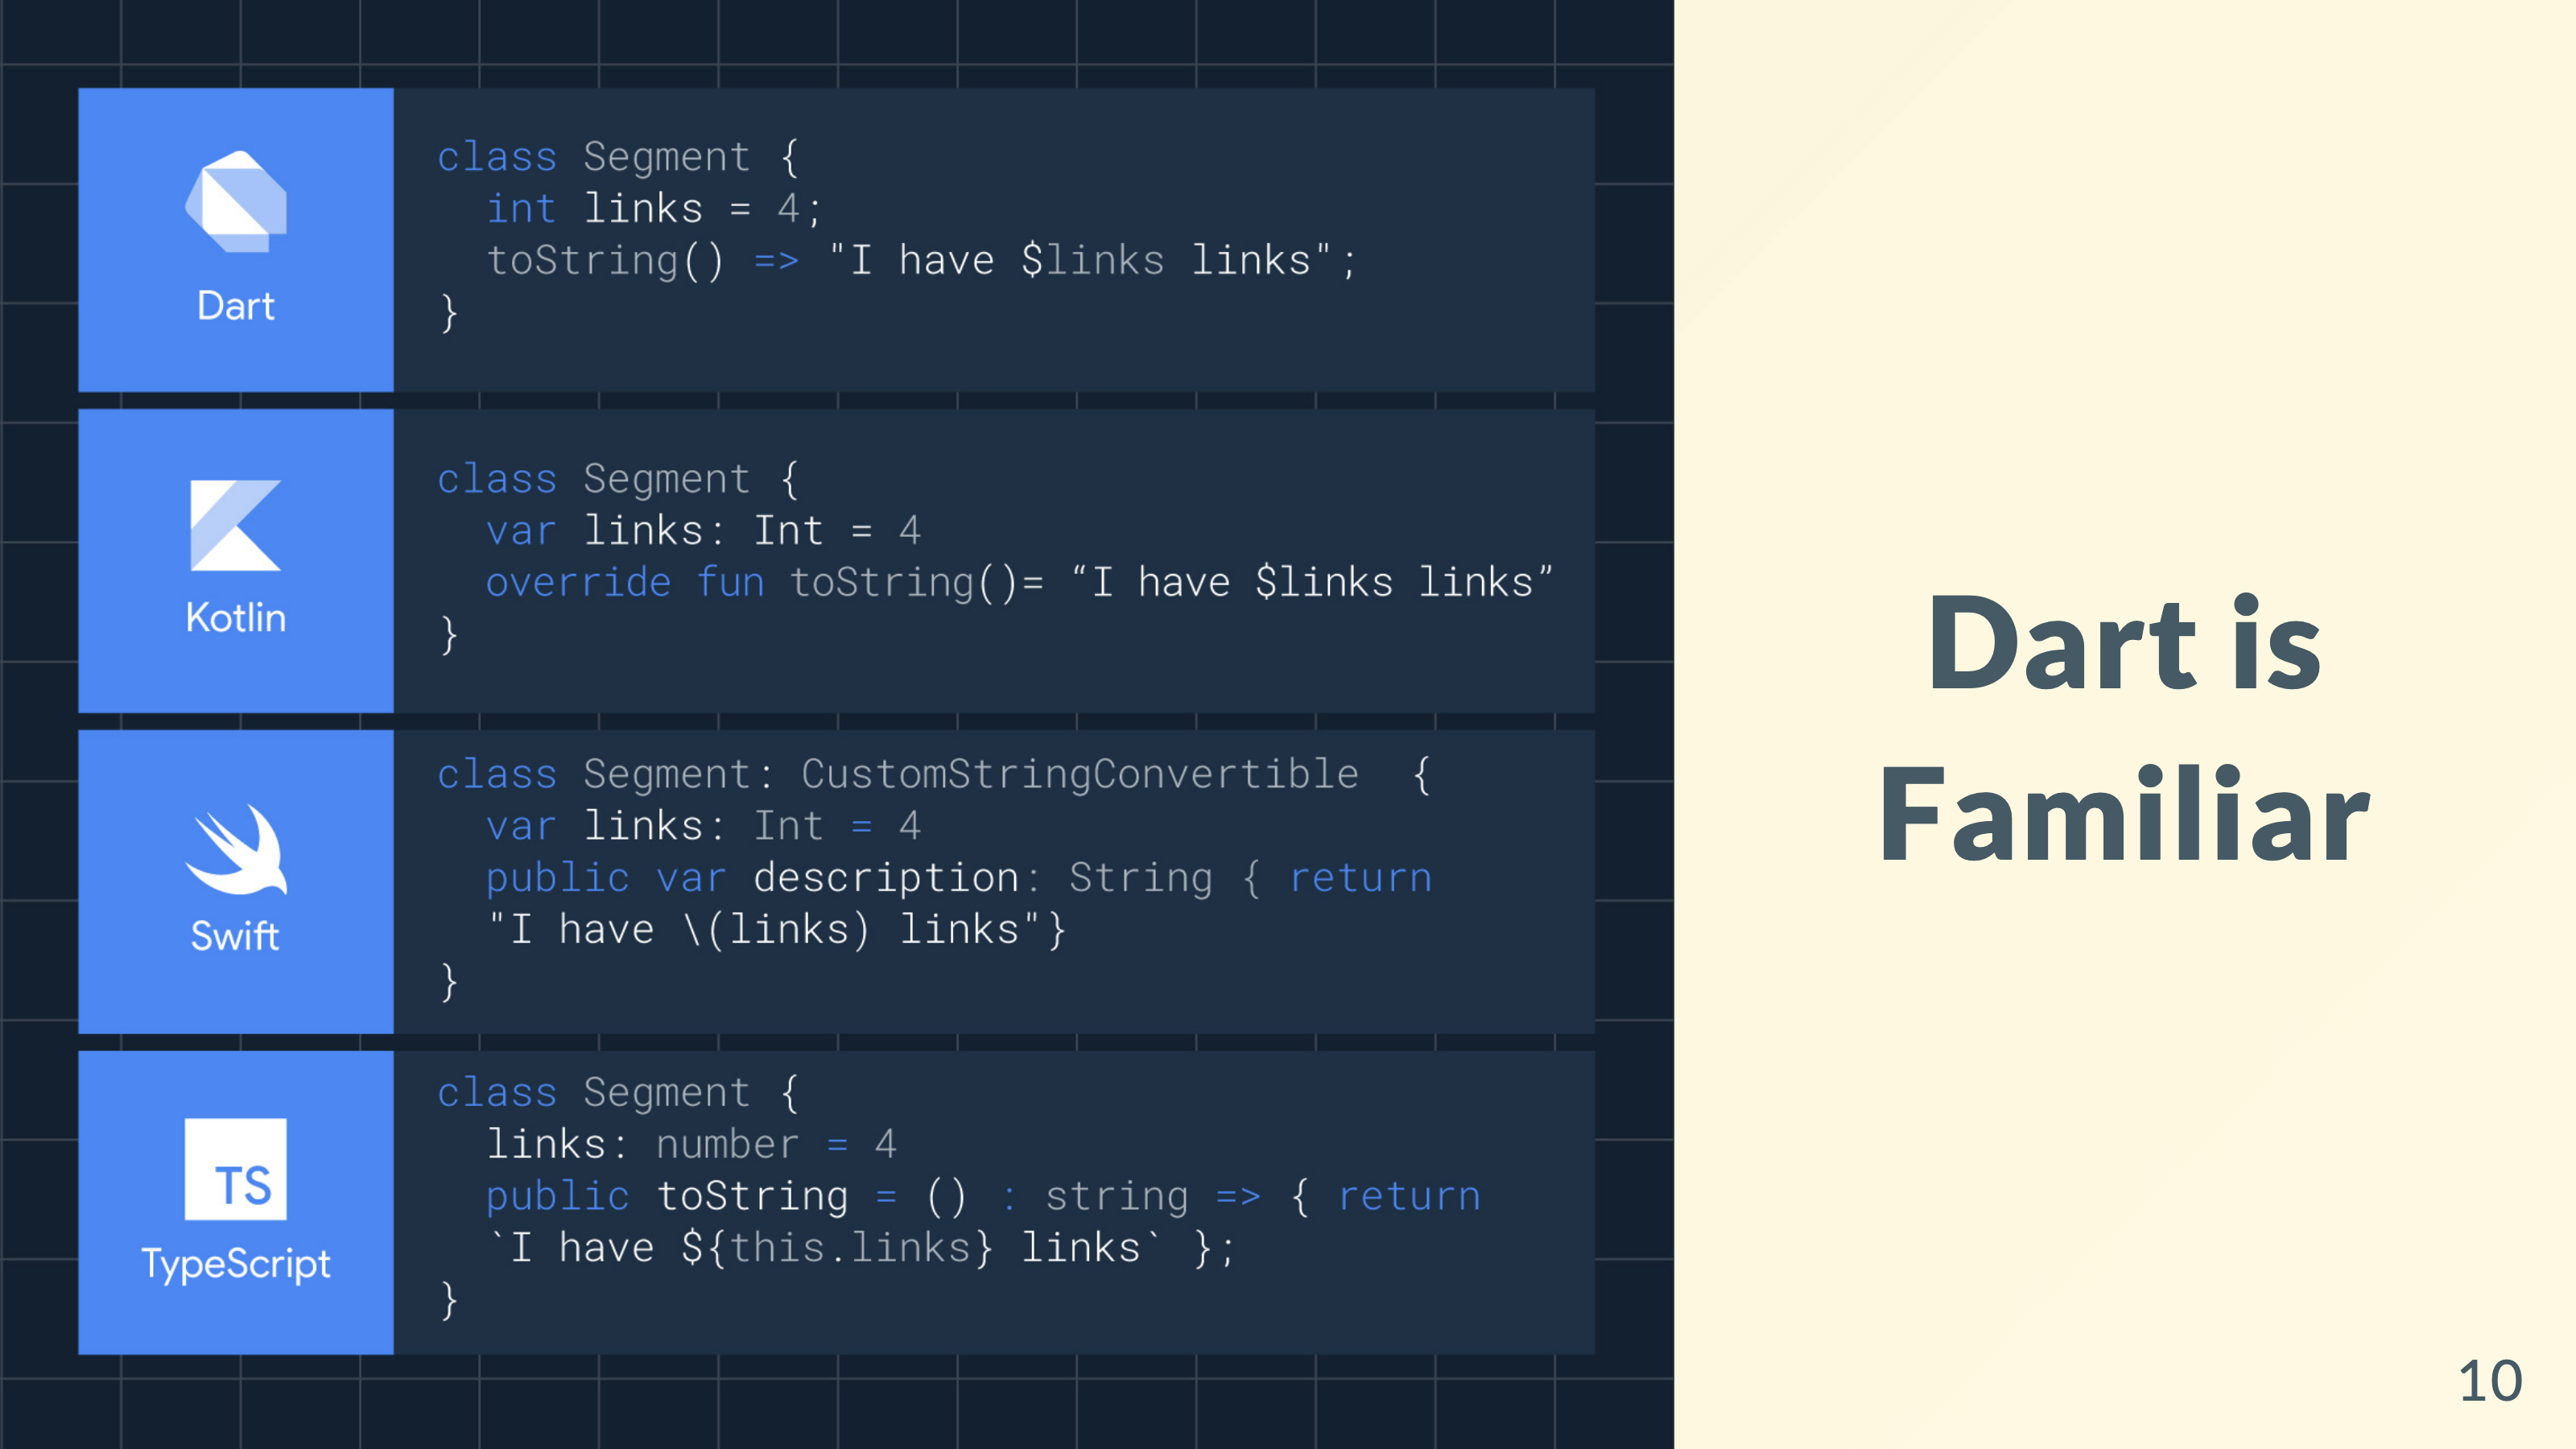 Dart
class Segment {
  int links = 4;
  toString() => "I have $links links";
}
Kotlin
class Segment {
  var links: Int = 4
  override fun toString()= “I have $links links”
}
Swift
class Segment: CustomStringConvertible  {
  var links: Int = 4
  public var description: String { return
  "I have \(links) links"}
}
TS
TypeScript
class Segment {
  links: number = 4
  public toString = () : string => { return
  `I have ${this.links} links` };
}
Dart is
Familiar
10